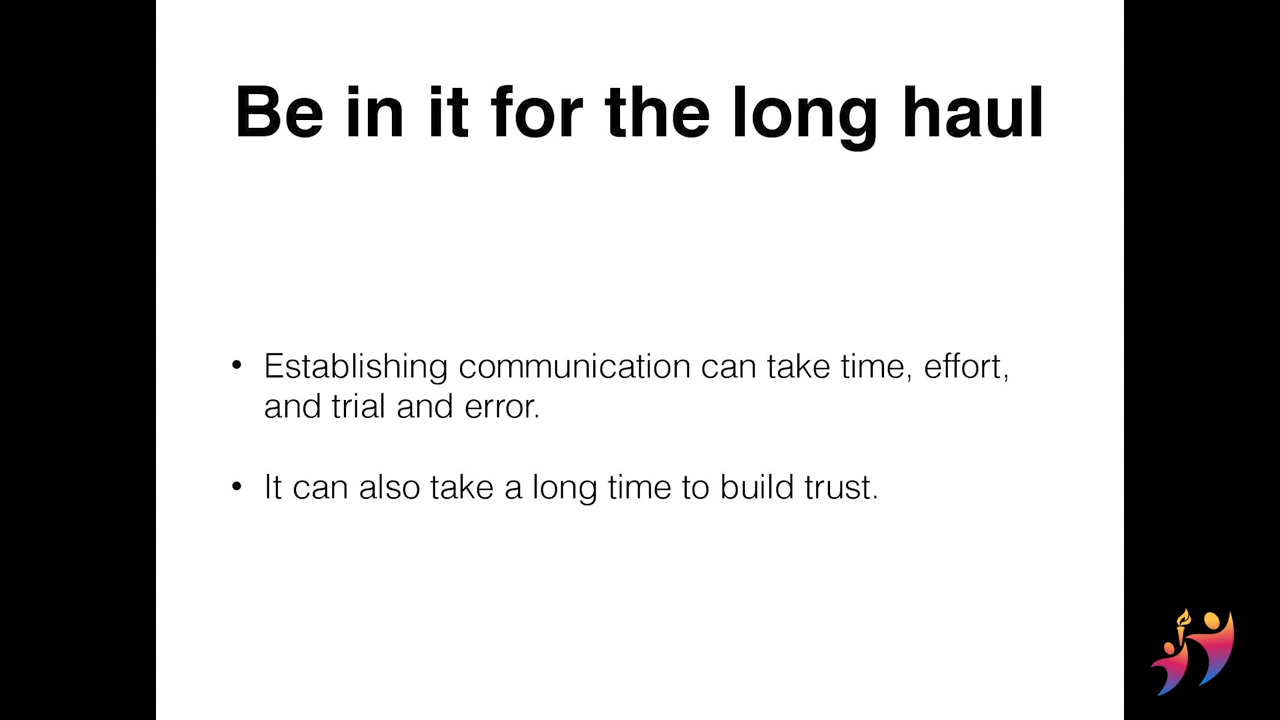 Be in it for the long haul
• Establishing communication can take time, effort,
and trial and error.
• It can also take a long time to build trust.